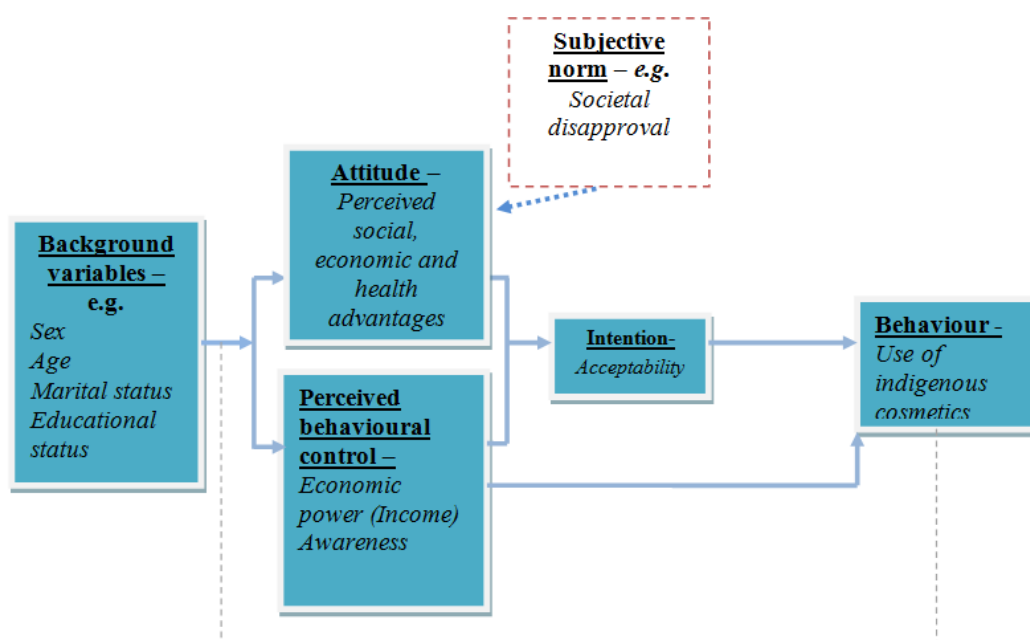 Subjective
norm – e.g.
Societal
disapproval
Attitude –
Perceived
social,
economic and
health
advantages
Background
variables –
e.g.
Sex
Age
Marital status
Educational
status
Perceived
behavioural
control –
Economic
power (Income)
Awareness
Intention-
Acceptability
Behaviour -
Use of
indigenous
cosmetics